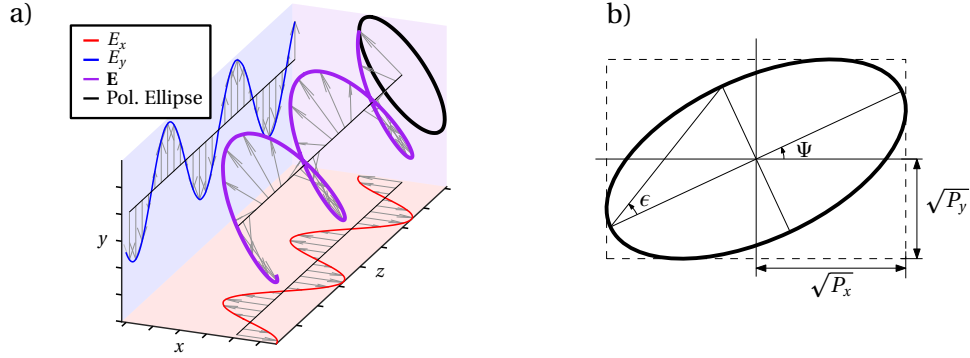 a)
E_x
E_y
E
Pol. Ellipse
y
x
z
b)
Ψ
ϵ
√P_y
√P_x